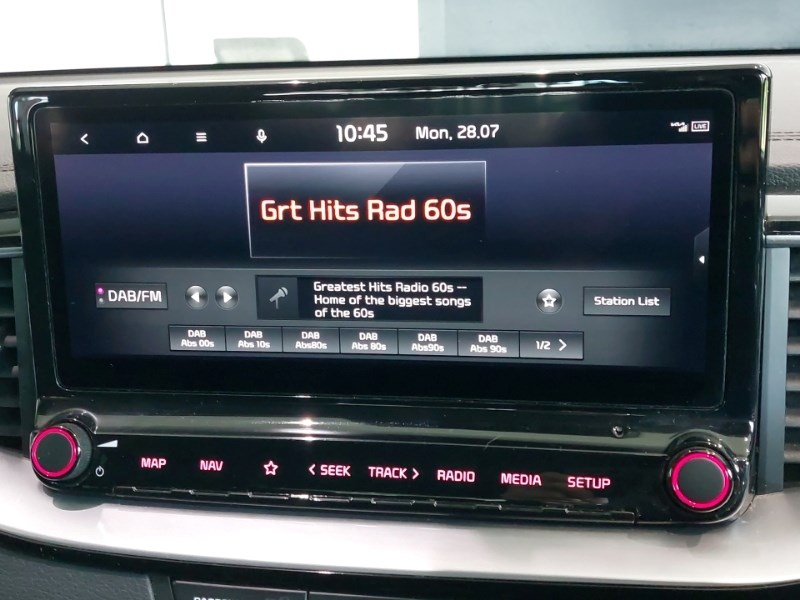 10:45 Mon, 28.07
LIVE
Grt Hits Rad 60s
DAB/FM
Greatest Hits Radio 60s --
Home of the biggest songs
of the 60s
Station List
DAB DAB DAB DAB DAB DAB
Abs 00s Abs 10s Abs80s Abs 80s Abs90s Abs 90s 1/2 >
MAP NAV < SEEK TRACK > RADIO MEDIA SETUP